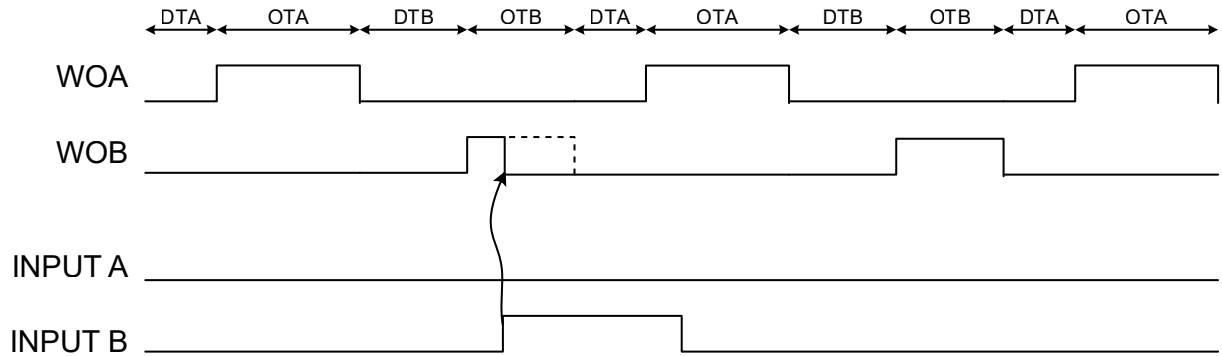 DTA OTA DTB OTB DTA OTA DTB OTB DTA OTA
WOA
WOB
INPUT A
INPUT B